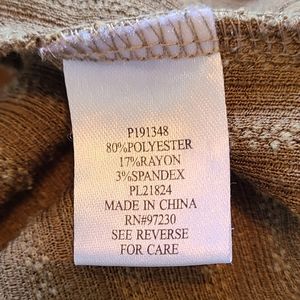 P191348
80%POLYESTER
17%RAYON
3%SPANDEX
PL21824
MADE IN CHINA
RN#97230
SEE REVERSE
FOR CARE